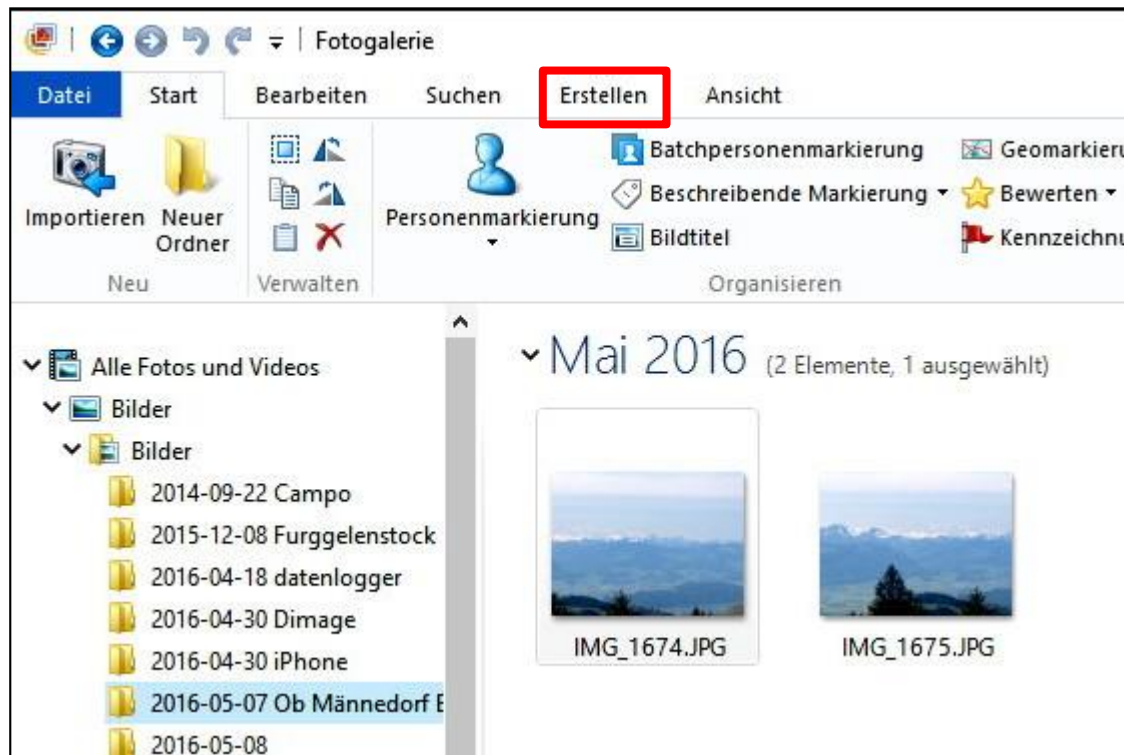 Fotogalerie
Datei Start Bearbeiten Suchen Erstellen Ansicht
Importieren
Neuer
Ordner
Neu
Verwalten
Personenmarkierung
Batchpersonenmarkierung
Beschreibende Markierung
Bildtitel
Geomarkieru
Bewerten
Kennzeichnu
Organisieren
Alle Fotos und Videos
Bilder
Bilder
2014-09-22 Campo
2015-12-08 Furggelenstock
2016-04-18 datenlogger
2016-04-30 Dimage
2016-04-30 iPhone
2016-05-07 Ob Männedorf E
2016-05-08
Mai 2016 (2 Elemente, 1 ausgewählt)
IMG_1674.JPG
IMG_1675.JPG